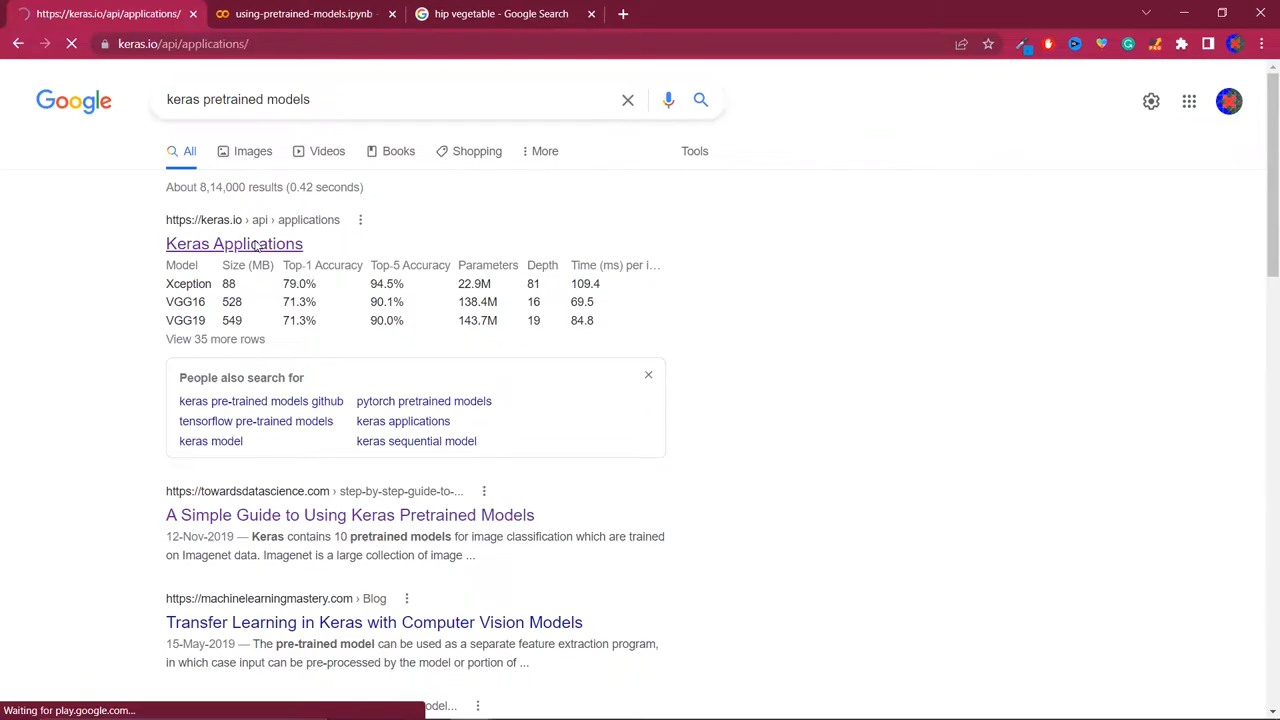 https://keras.io/api/applications/
using-pretrained-models.ipynb
hip vegetable - Google Search
keras.io/api/applications/
Google
keras pretrained models
All
Images
Videos
Books
Shopping
More
Tools
About 8,14,000 results (0.42 seconds)
https://keras.io › api › applications
Keras Applications
Model Size (MB) Top-1 Accuracy Top-5 Accuracy Parameters Depth Time (ms) per i…
Xception 88 79.0% 94.5% 22.9M 81 109.4
VGG16 528 71.3% 90.1% 138.4M 16 69.5
VGG19 549 71.3% 90.0% 143.7M 19 84.8
View 35 more rows
People also search for
keras pre-trained models github pytorch pretrained models
tensorflow pre-trained models keras applications
keras model keras sequential model
https://towardsdatascience.com › step-by-step-guide-to-...
A Simple Guide to Using Keras Pretrained Models
12-Nov-2019 — Keras contains 10 pretrained models for image classification which are trained
on Imagenet data. Imagenet is a large collection of image ...
https://machinelearningmastery.com › Blog
Transfer Learning in Keras with Computer Vision Models
15-May-2019 — The pre-trained model can be used as a separate feature extraction program,
in which case input can be pre-processed by the model or portion of ...
odel...
Waiting for play.google.com...